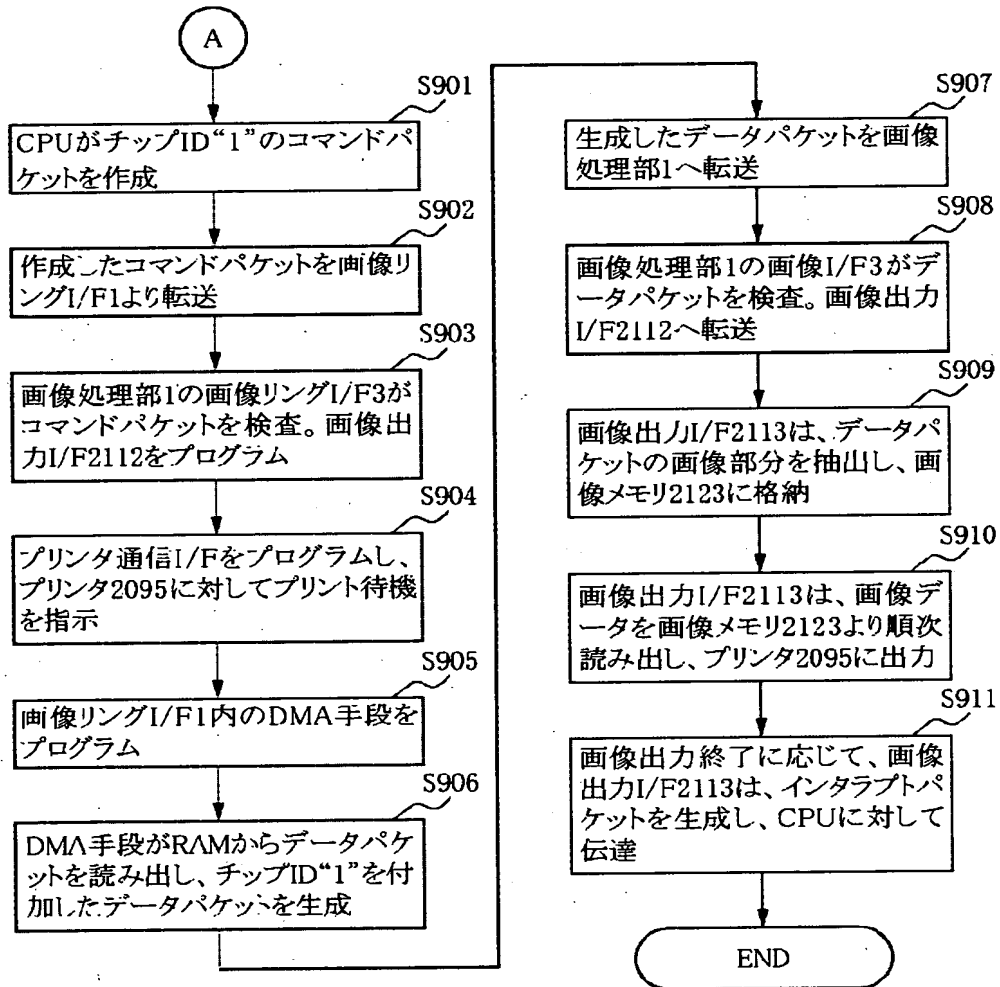 A
S901
CPUがチップID“1”のコマンドパ
ケットを作成
S902
作成したコマンドパケットを画像リ
ングI/F1より転送
S903
画像処理部1の画像リングI/F3が
コマンドパケットを検査。画像出
力I/F2112をプログラム
S904
プリンタ通信I/Fをプログラムし、
プリンタ2095に対してプリント待機
を指示
S905
画像リングI/F1内のDMA手段を
プログラム
S906
DMA手段がRAMからデータパケ
ットを読み出し、チップID“1”を付
加したデータパケットを生成
S907
生成したデータパケットを画像
処理部1へ転送
S908
画像処理部1の画像I/F3がデ
ータパケットを検査。画像出力
I/F2112へ転送
S909
画像出力I/F2113は、データパ
ケットの画像部分を抽出し、画
像メモリ2123に格納
S910
画像出力I/F2113は、画像デー
タを画像メモリ2123より順次
読み出し、プリンタ2095に出力
S911
画像出力終了に応じて、画像
出力I/F2113は、インタラプトパ
ケットを生成し、CPUに対して
伝達
END